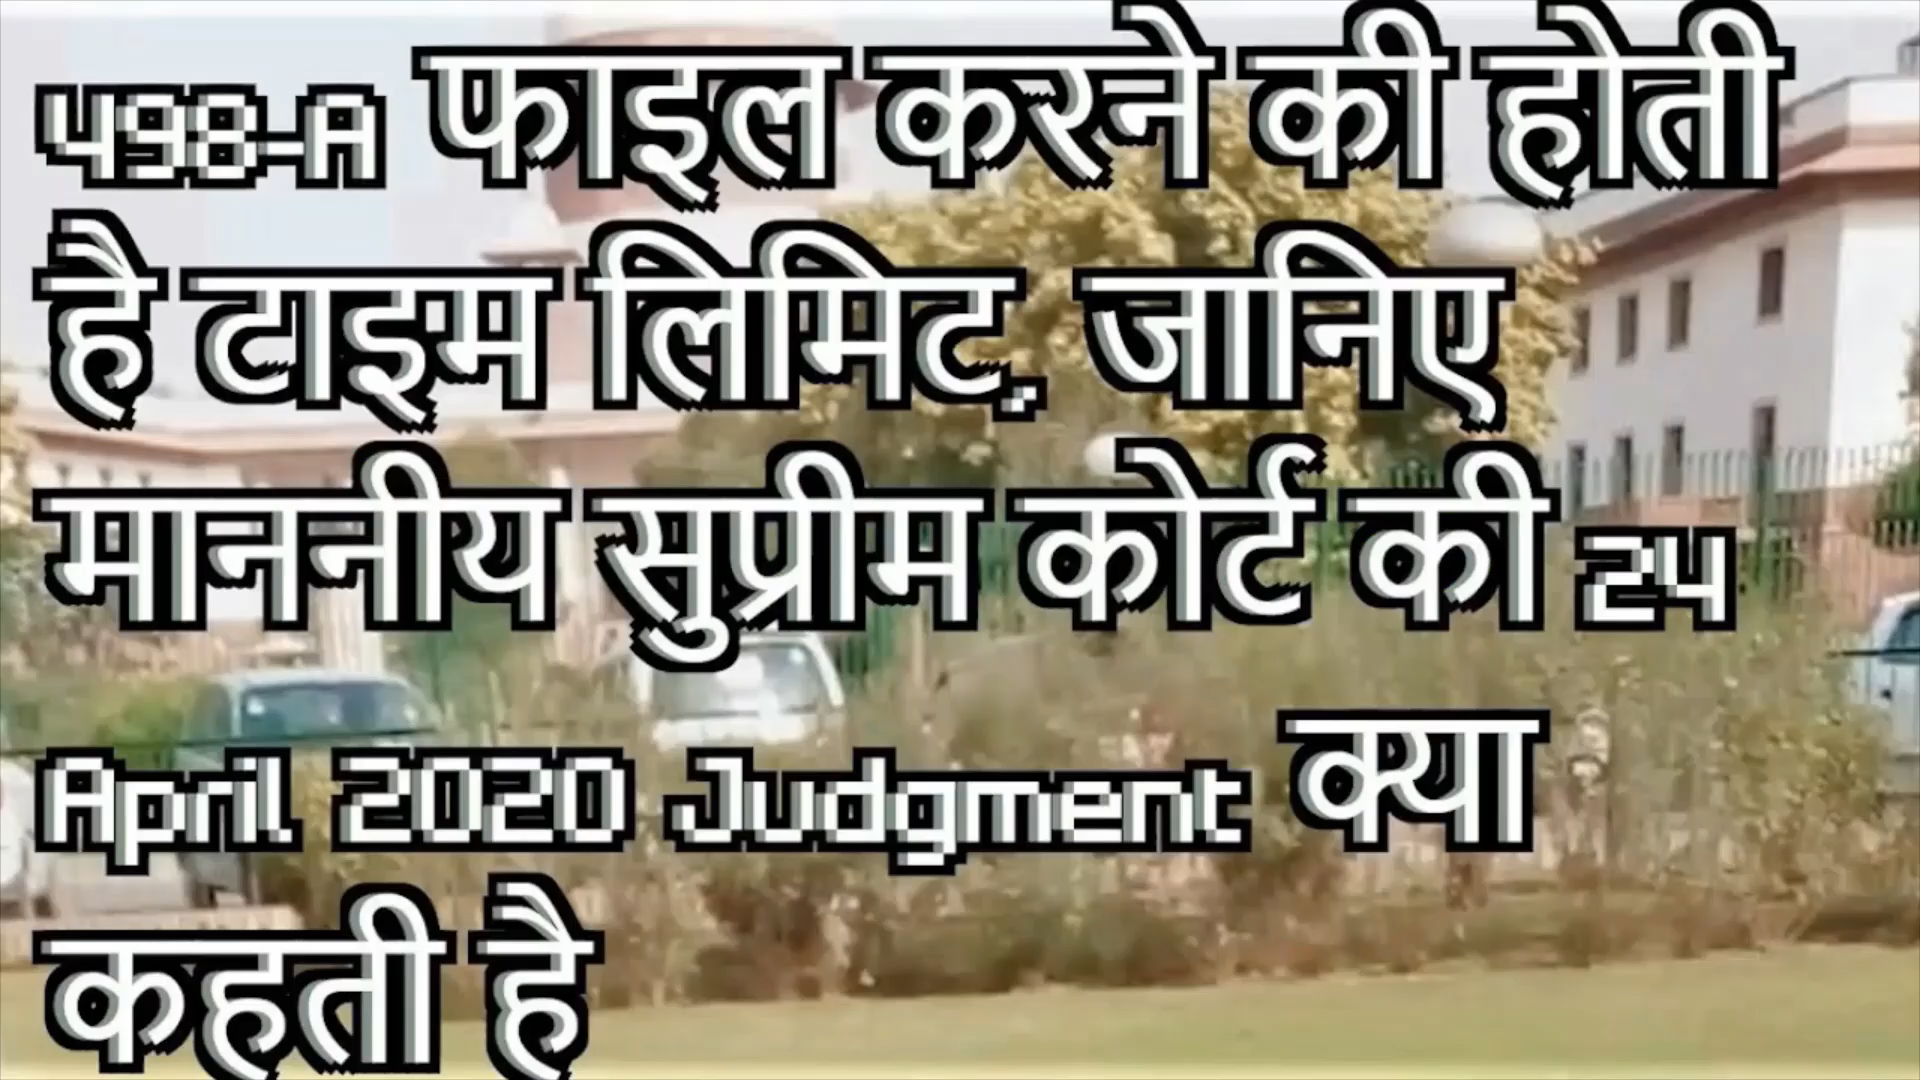 498-A फाइल करने की होती
है टाइम लिमिट, जानिए
माननीय सुप्रीम कोर्ट की 24
April 2020 Judgment क्या
कहती है